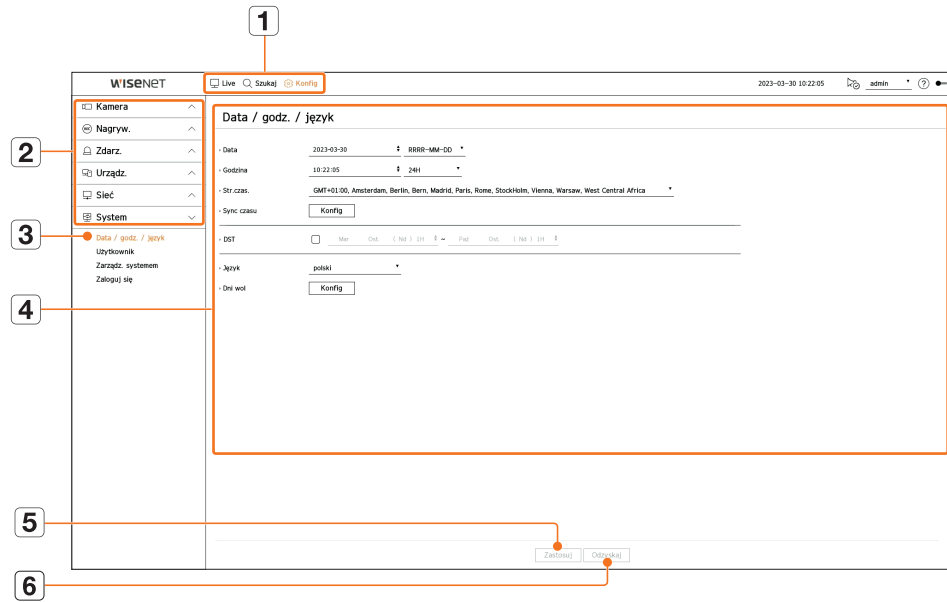 1
WISENET Live Szukaj Konfig 2023-03-30 10:22:05 admin ?
Kamera
Nagryw.
Zdarz.
Urządz.
Sieć
System
Data / godz. / język
Użytkownik
Zarządz. systemem
Zaloguj się
2
3
4
Data / godz. / język
Data 2023-03-30 RRRR-MM-DD
Godzina 10:22:05 24H
Str.czas. GMT+01:00, Amsterdam, Berlin, Bern, Madrid, Paris, Rome, StockHolm, Vienna, Warsaw, West Central Africa
Sync czasu Konfig
DST Mar Ost. ( Nd ) 1H ~ Paź Ost. ( Nd ) 1H
Język polski
Dni wol Konfig
5
Zastosuj Odzyskaj
6